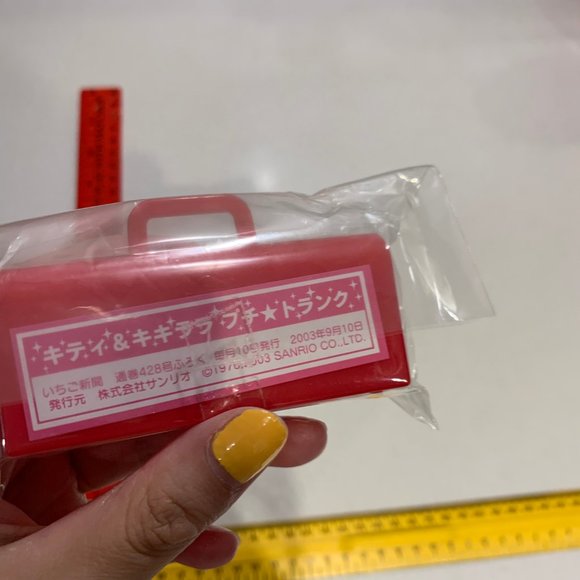 キティ&キキララ プチ★トランク
いちご新聞 通巻428号ふろく 毎月10日発行 2003年9月10日
発行元 株式会社サンリオ ©1976,2003 SANRIO CO.,LTD.